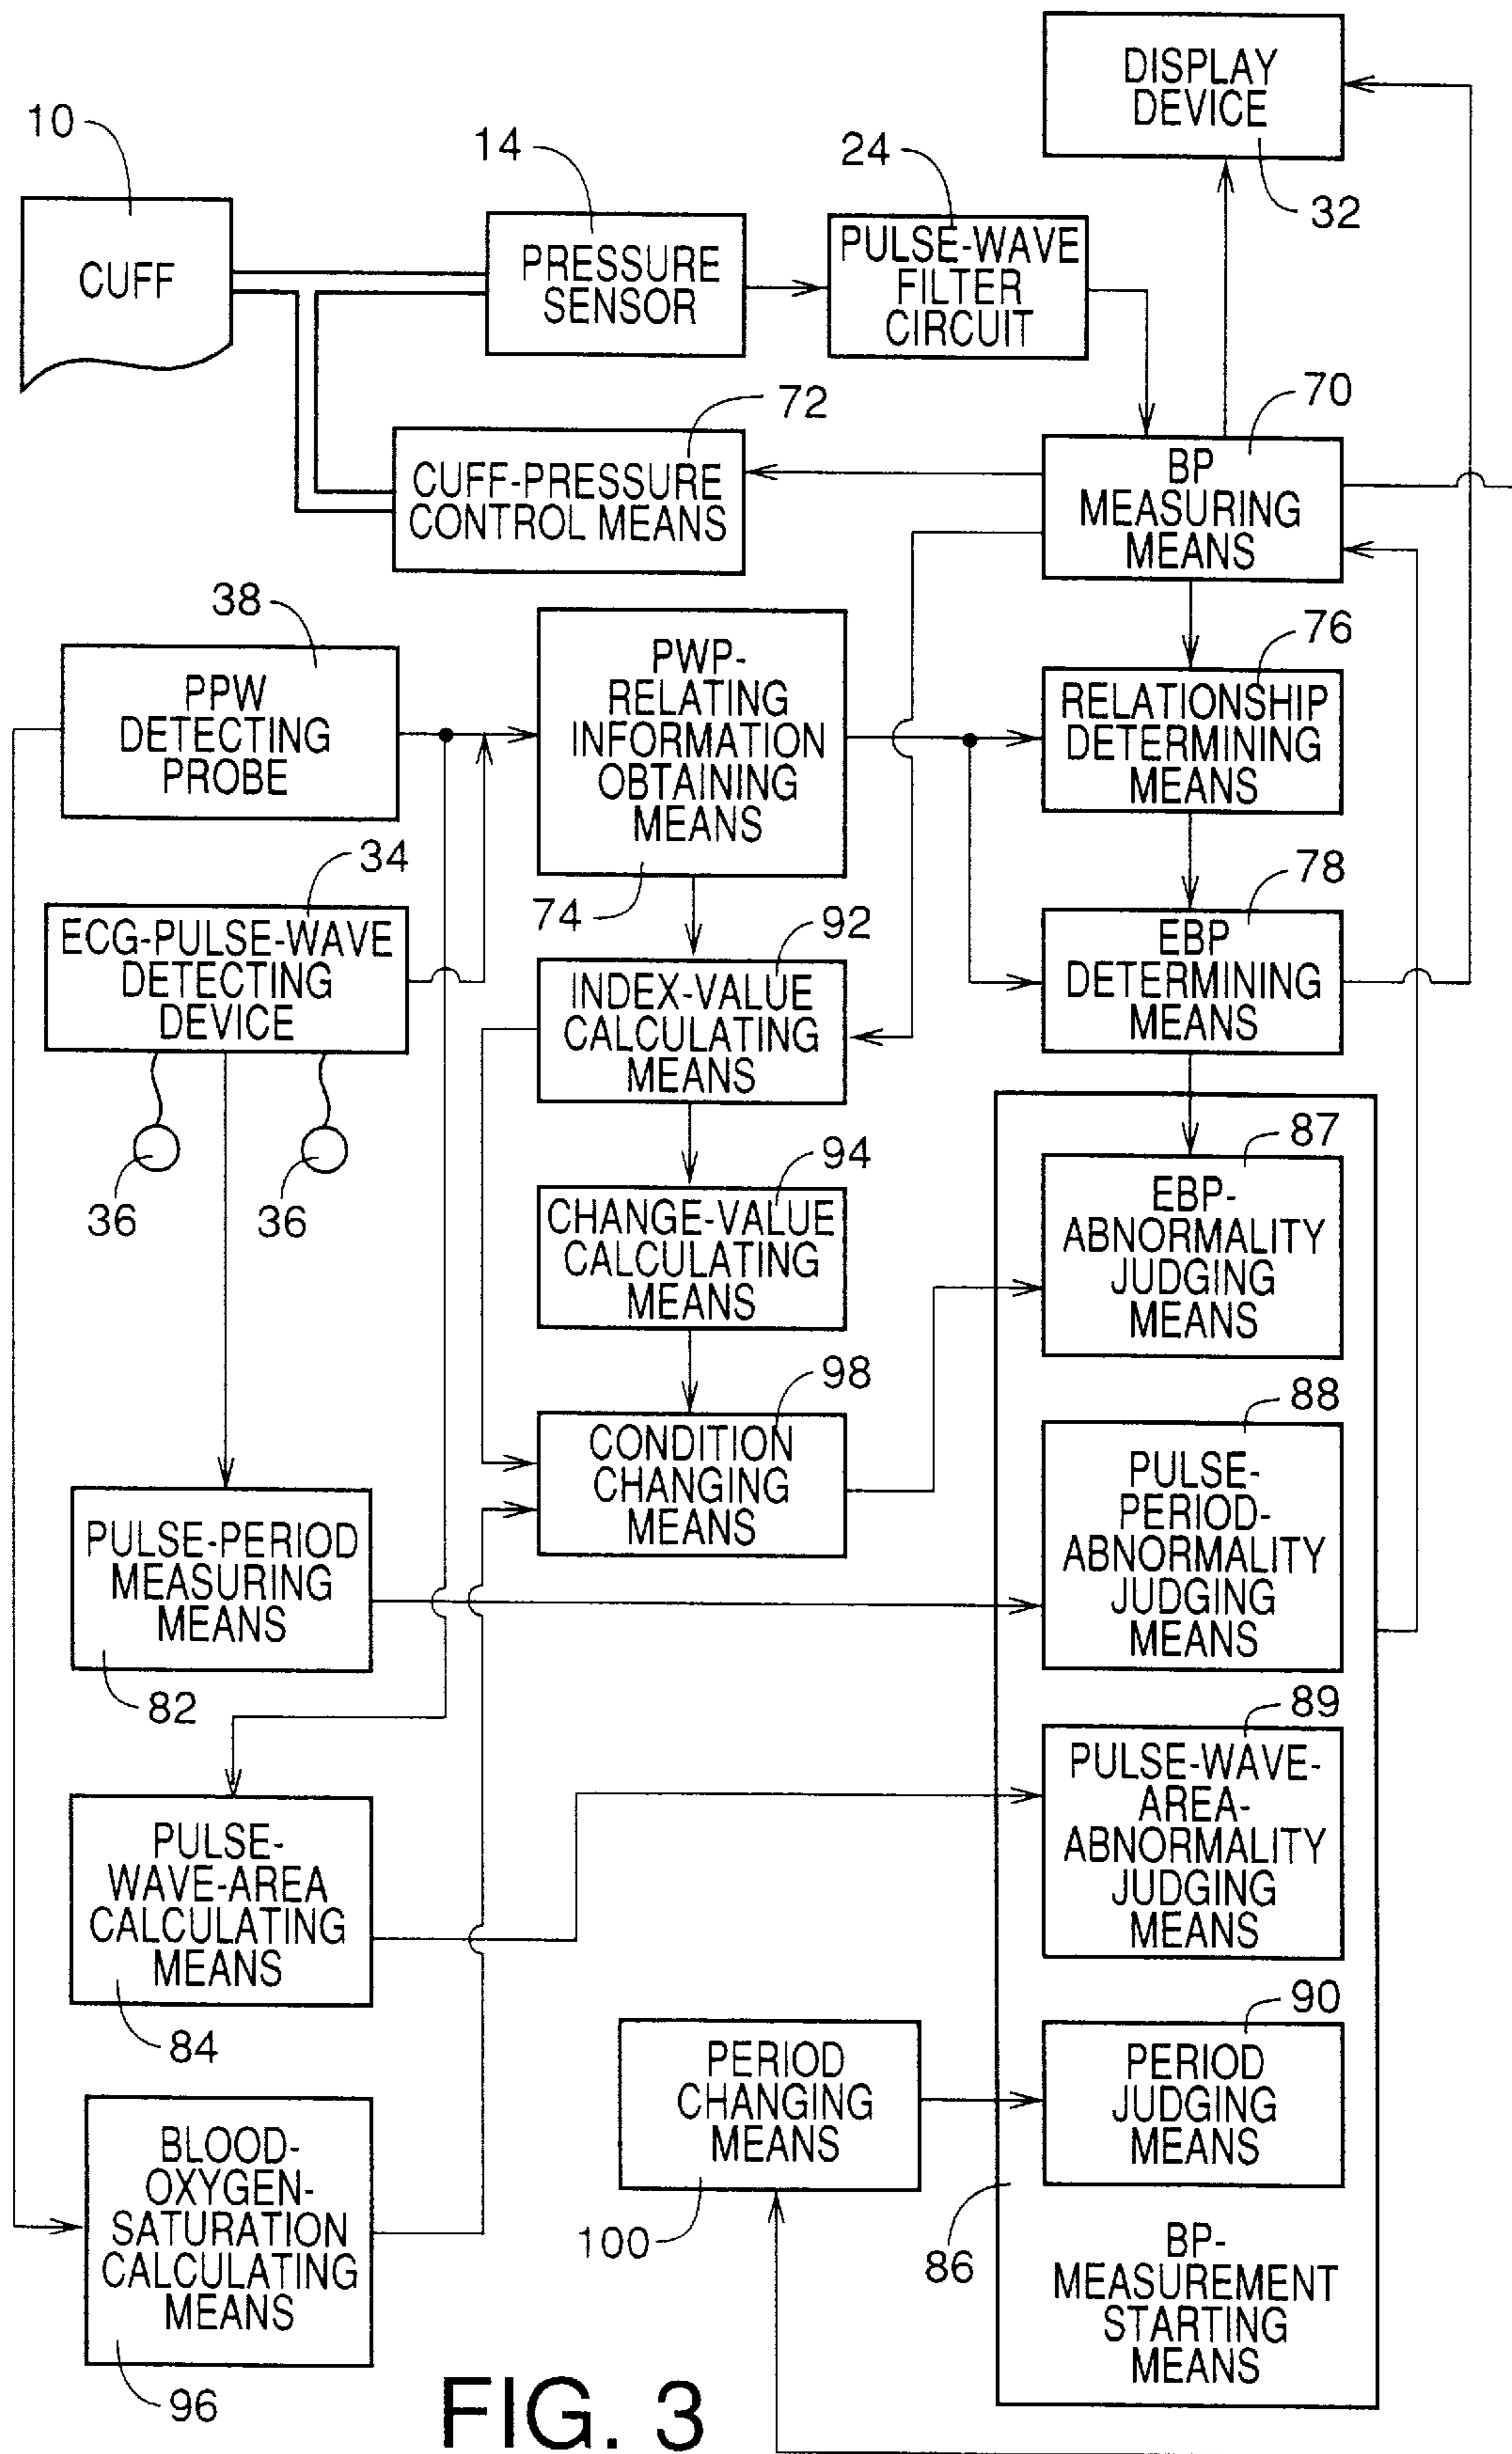 DISPLAY
DEVICE
32
10
CUFF
14
PRESSURE
SENSOR
24
PULSE-WAVE
FILTER
CIRCUIT
72
CUFF-PRESSURE
CONTROL MEANS
70
BP
MEASURING
MEANS
38
PPW
DETECTING
PROBE
PWP-
RELATING
INFORMATION
OBTAINING
MEANS
74
76
RELATIONSHIP
DETERMINING
MEANS
34
ECG-PULSE-WAVE
DETECTING
DEVICE
36
36
92
INDEX-VALUE
CALCULATING
MEANS
78
EBP
DETERMINING
MEANS
94
CHANGE-VALUE
CALCULATING
MEANS
87
EBP-
ABNORMALITY
JUDGING
MEANS
98
CONDITION
CHANGING
MEANS
88
PULSE-
PERIOD-
ABNORMALITY
JUDGING
MEANS
PULSE-PERIOD
MEASURING
MEANS
82
89
PULSE-WAVE-
AREA-
ABNORMALITY
JUDGING
MEANS
PULSE-
WAVE-AREA
CALCULATING
MEANS
84
PERIOD
CHANGING
MEANS
100
90
PERIOD
JUDGING
MEANS
86
BP-
MEASUREMENT
STARTING
MEANS
BLOOD-
OXYGEN-
SATURATION
CALCULATING
MEANS
96
FIG. 3